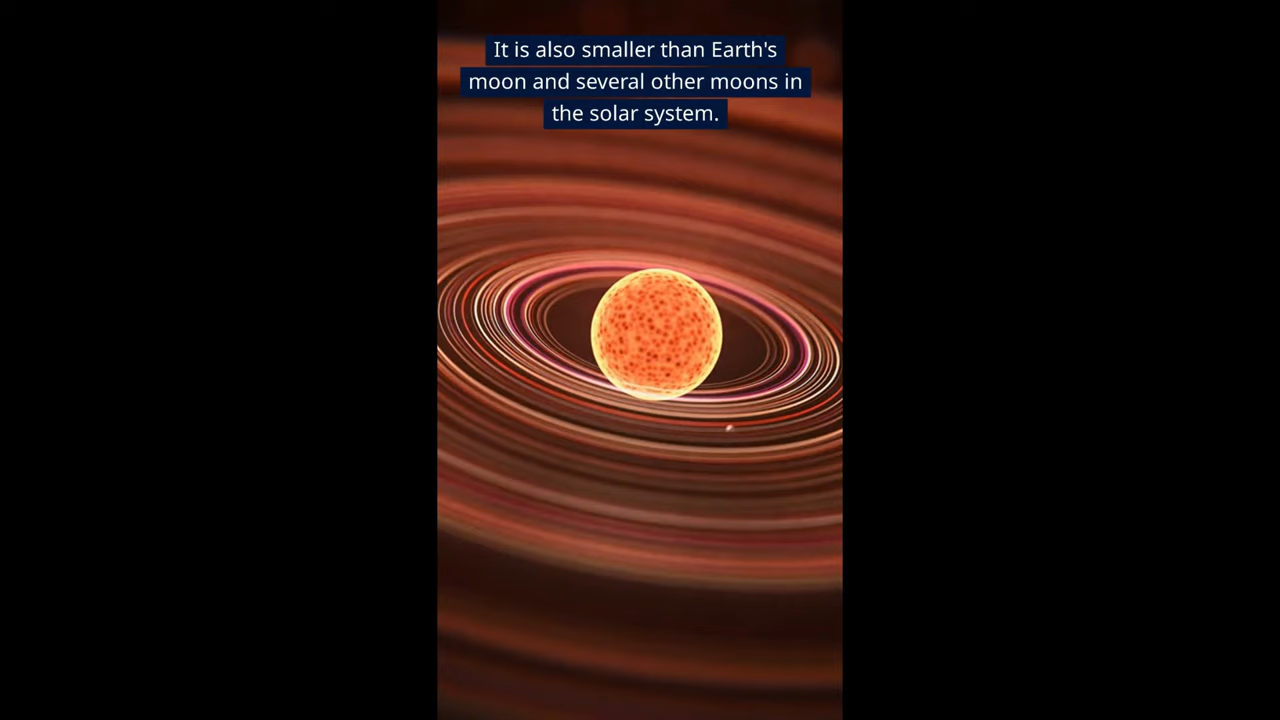 It is also smaller than Earth's
moon and several other moons in
the solar system.